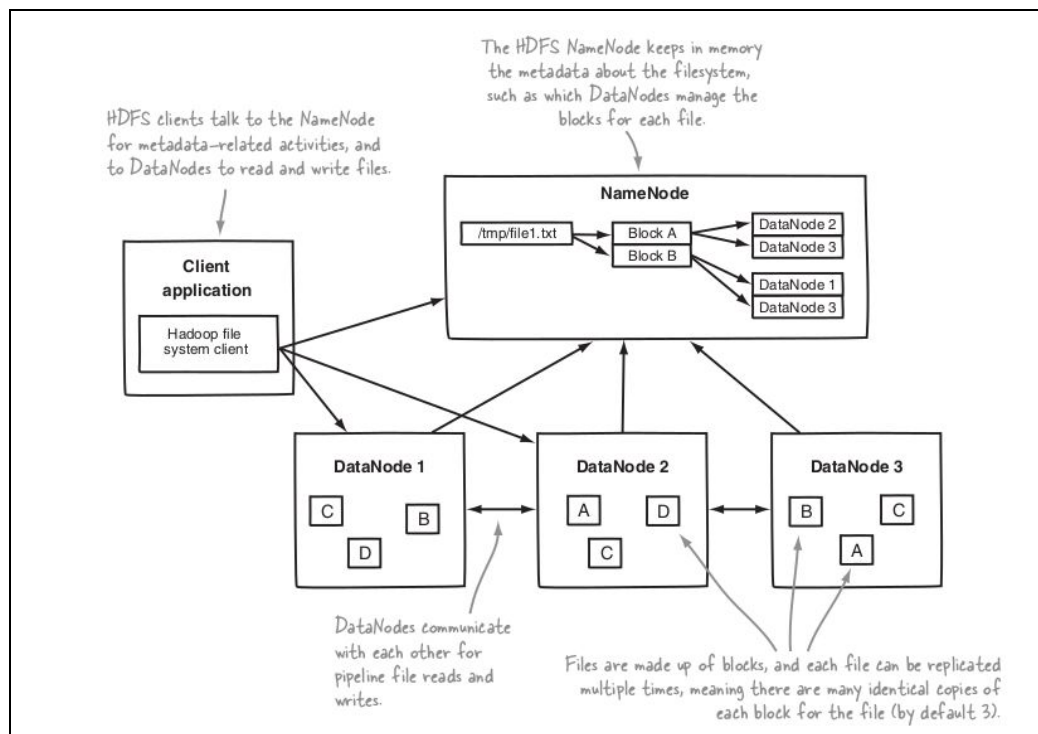 The HDFS NameNode keeps in memory
the metadata about the filesystem,
such as which DataNodes manage the
blocks for each file.
HDFS clients talk to the NameNode
for metadata-related activities, and
to DataNodes to read and write files.
NameNode
/tmp/file1.txt
Block A
Block B
DataNode 2
DataNode 3
DataNode 1
DataNode 3
Client
application
Hadoop file
system client
DataNode 1
C
B
D
DataNode 2
A
D
C
DataNode 3
B
C
A
DataNodes communicate
with each other for
pipeline file reads and
writes.
Files are made up of blocks, and each file can be replicated
multiple times, meaning there are many identical copies of
each block for the file (by default 3).